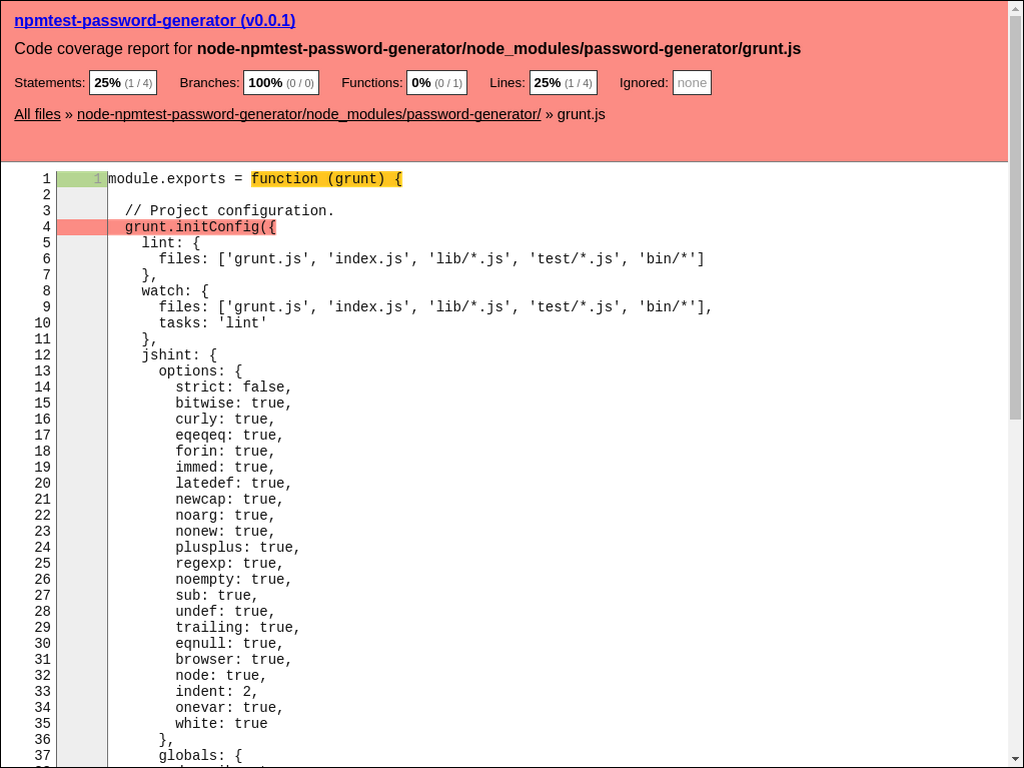 npmtest-password-generator (v0.0.1)
Code coverage report for node-npmtest-password-generator/node_modules/password-generator/grunt.js
Statements: 25% (1 / 4) Branches: 100% (0 / 0) Functions: 0% (0 / 1) Lines: 25% (1 / 4) Ignored: none
All files » node-npmtest-password-generator/node_modules/password-generator/ » grunt.js
1 1 module.exports = function (grunt) {
2
3 // Project configuration.
4 grunt.initConfig({
5 lint: {
6 files: ['grunt.js', 'index.js', 'lib/*.js', 'test/*.js', 'bin/*']
7 },
8 watch: {
9 files: ['grunt.js', 'index.js', 'lib/*.js', 'test/*.js', 'bin/*'],
10 tasks: 'lint'
11 },
12 jshint: {
13 options: {
14 strict: false,
15 bitwise: true,
16 curly: true,
17 eqeqeq: true,
18 forin: true,
19 immed: true,
20 latedef: true,
21 newcap: true,
22 noarg: true,
23 nonew: true,
24 plusplus: true,
25 regexp: true,
26 noempty: true,
27 sub: true,
28 undef: true,
29 trailing: true,
30 eqnull: true,
31 browser: true,
32 node: true,
33 indent: 2,
34 onevar: true,
35 white: true
36 },
37 globals: {